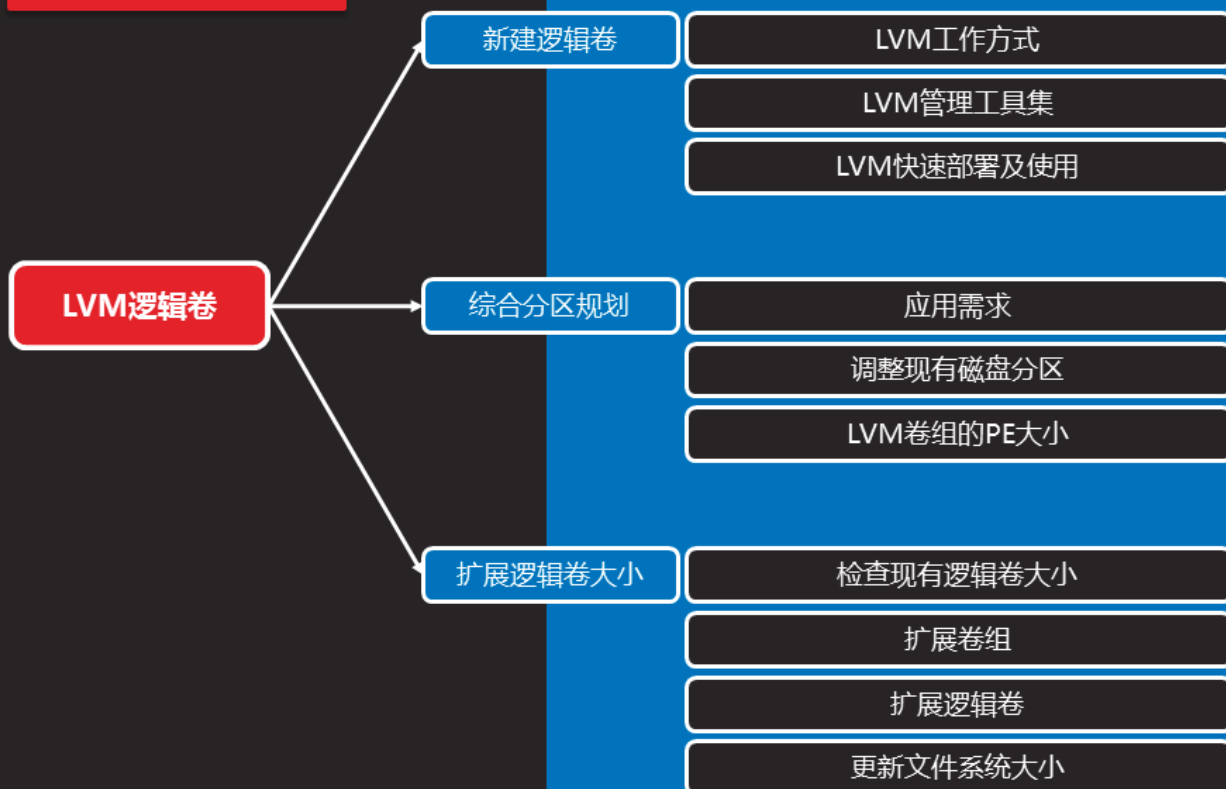 LVM逻辑卷
新建逻辑卷
LVM工作方式
LVM管理工具集
LVM快速部署及使用
综合分区规划
应用需求
调整现有磁盘分区
LVM卷组的PE大小
扩展逻辑卷大小
检查现有逻辑卷大小
扩展卷组
扩展逻辑卷
更新文件系统大小